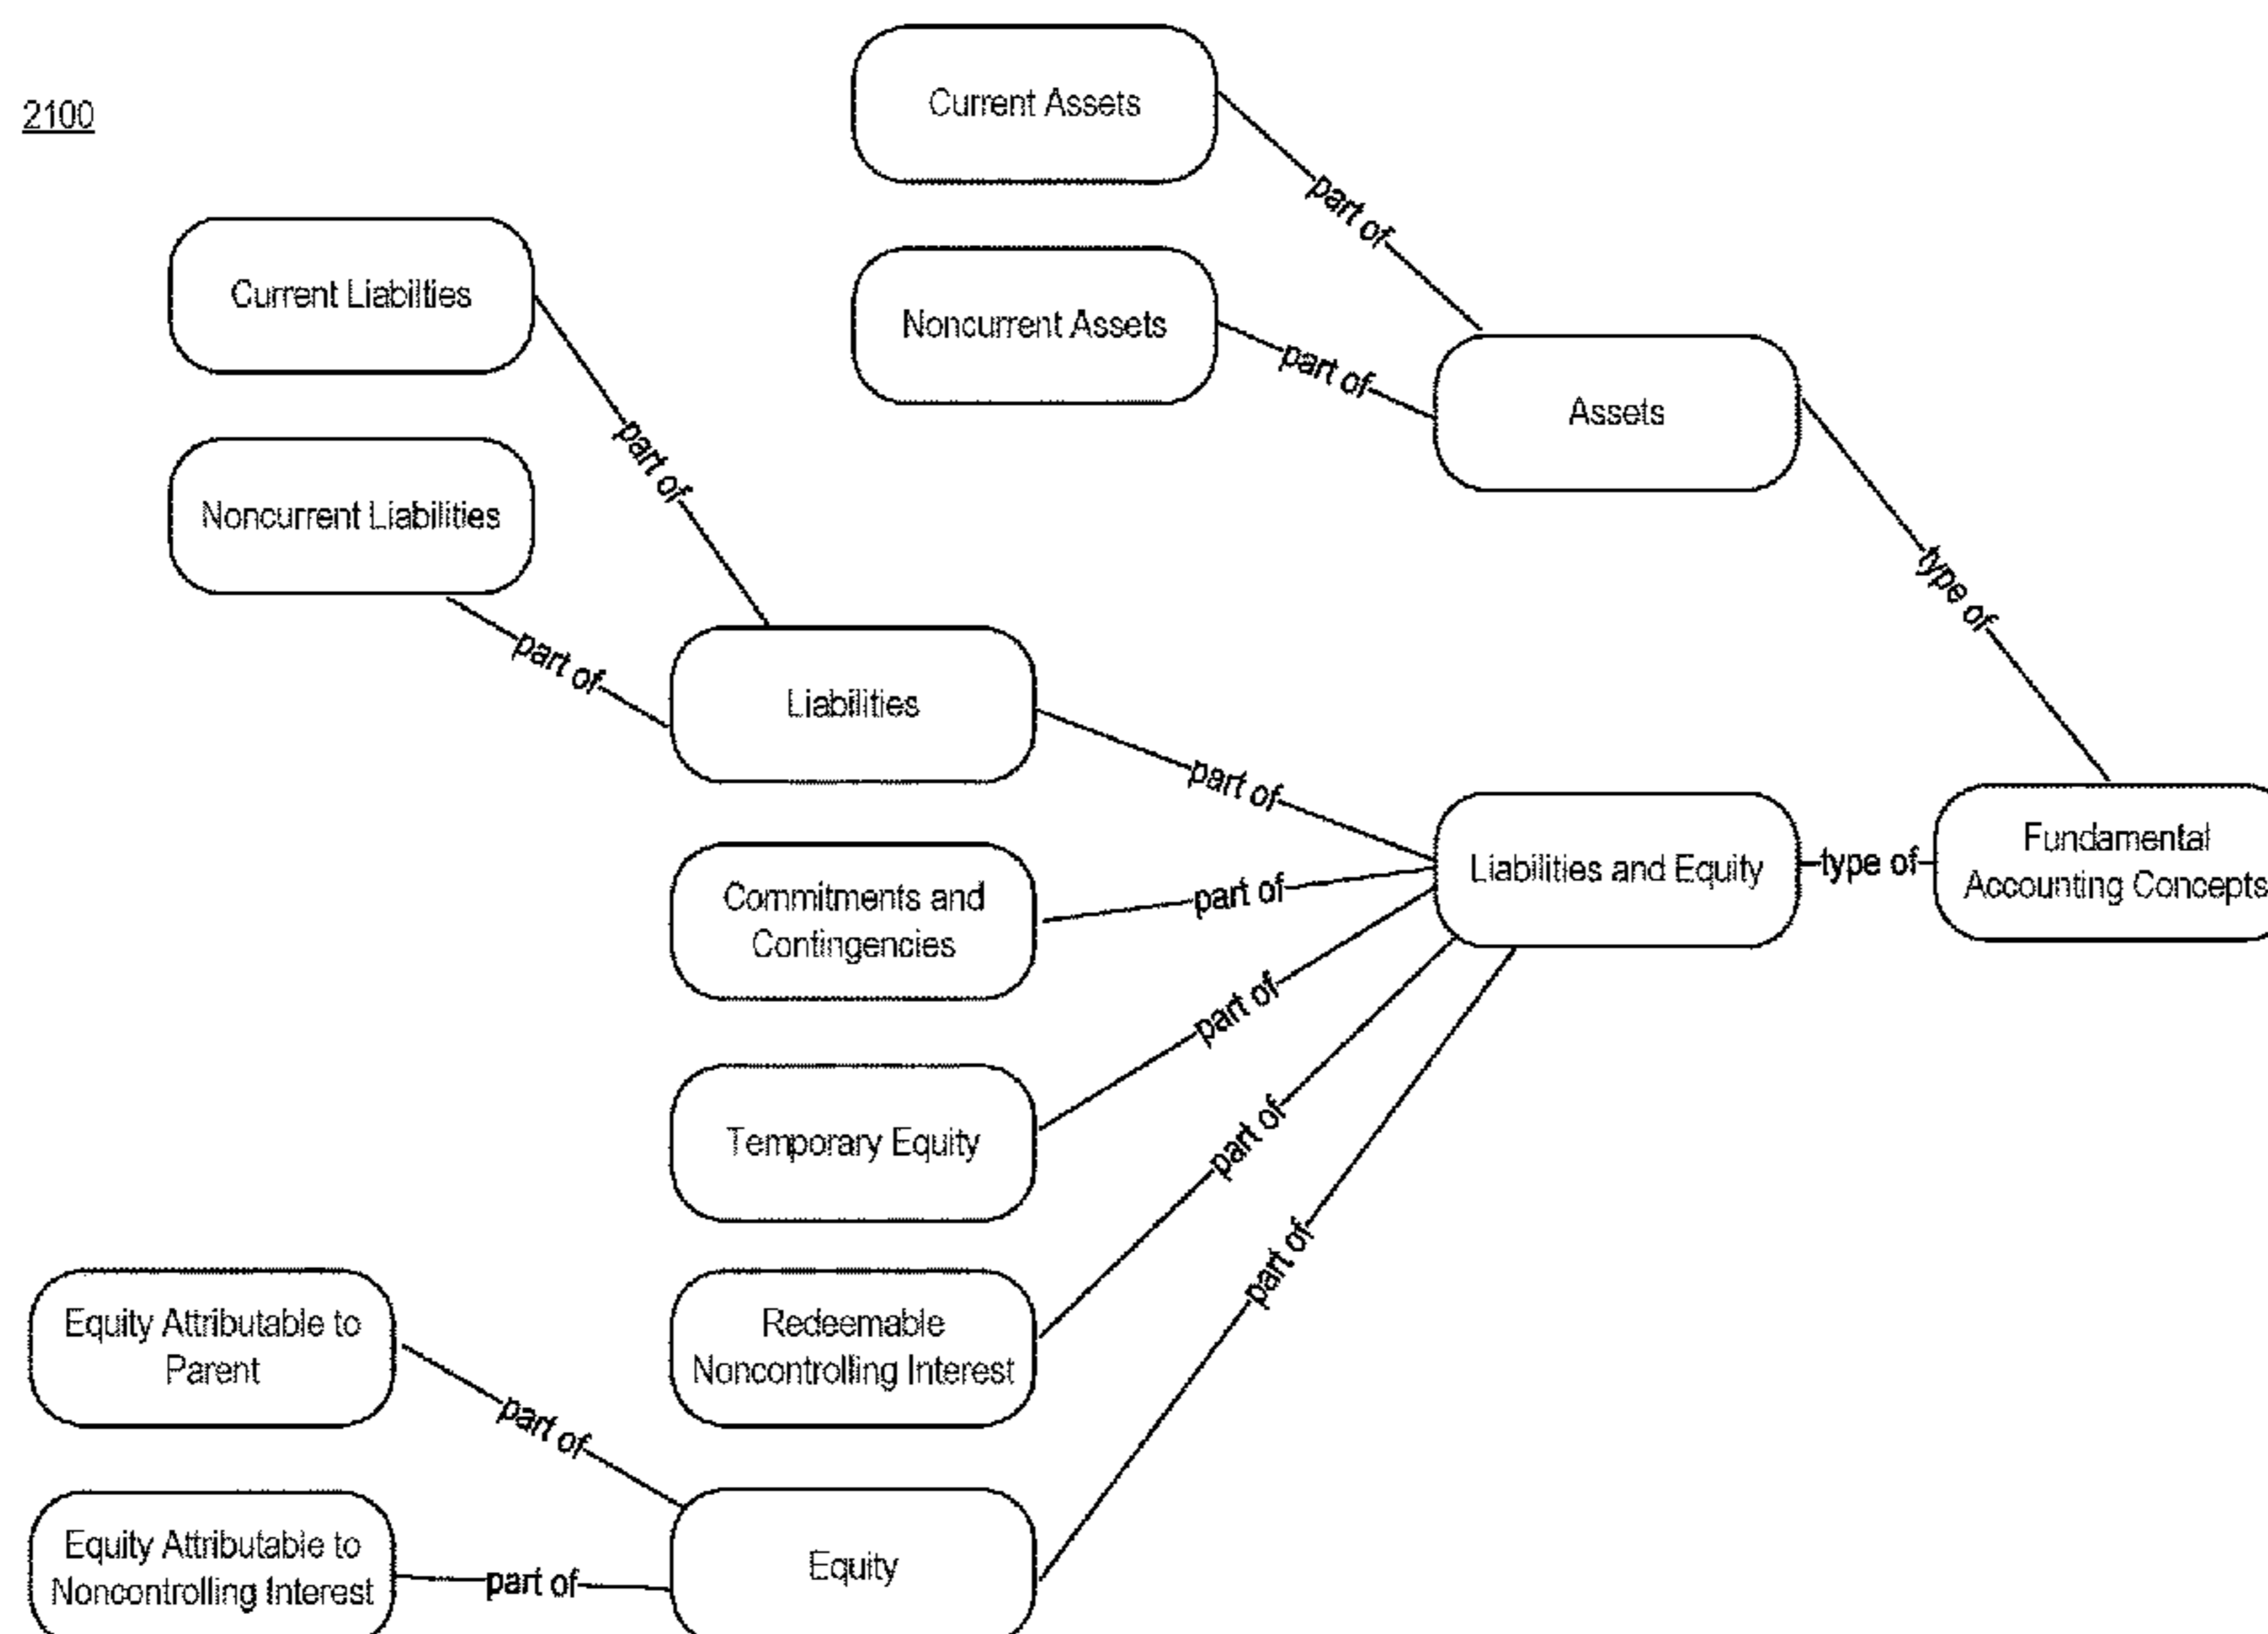 2100
Current Assets
part of
Noncurrent Assets
part of
Assets
type of
Current Liabilties
part of
Noncurrent Liabilities
part of
Liabilities
part of
Commitments and
Contingencies
part of
Liabilities and Equity
type of
Fundamental
Accounting Concepts
Temporary Equity
part of
Redeemable
Noncontrolling Interest
part of
Equity Attributable to
Parent
part of
Equity Attributable to
Noncontrolling Interest
part of
Equity
part of